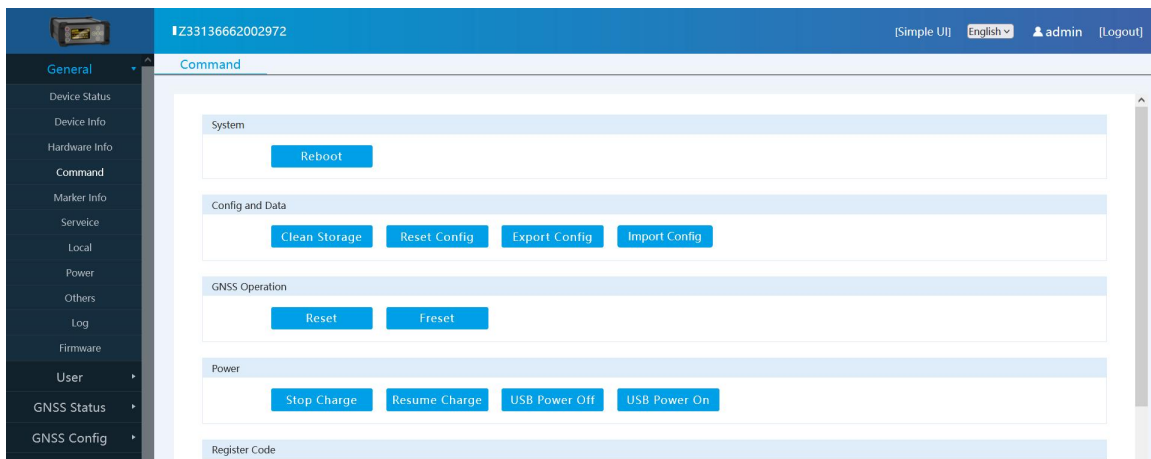 IZ33136662002972
[Simple UI] English admin [Logout]
General
Command
Device Status
Device Info
Hardware Info
Command
Marker Info
Serveice
Local
Power
Others
Log
Firmware
User
GNSS Status
GNSS Config
System
Reboot
Config and Data
Clean Storage Reset Config Export Config Import Config
GNSS Operation
Reset Freset
Power
Stop Charge Resume Charge USB Power Off USB Power On
Register Code